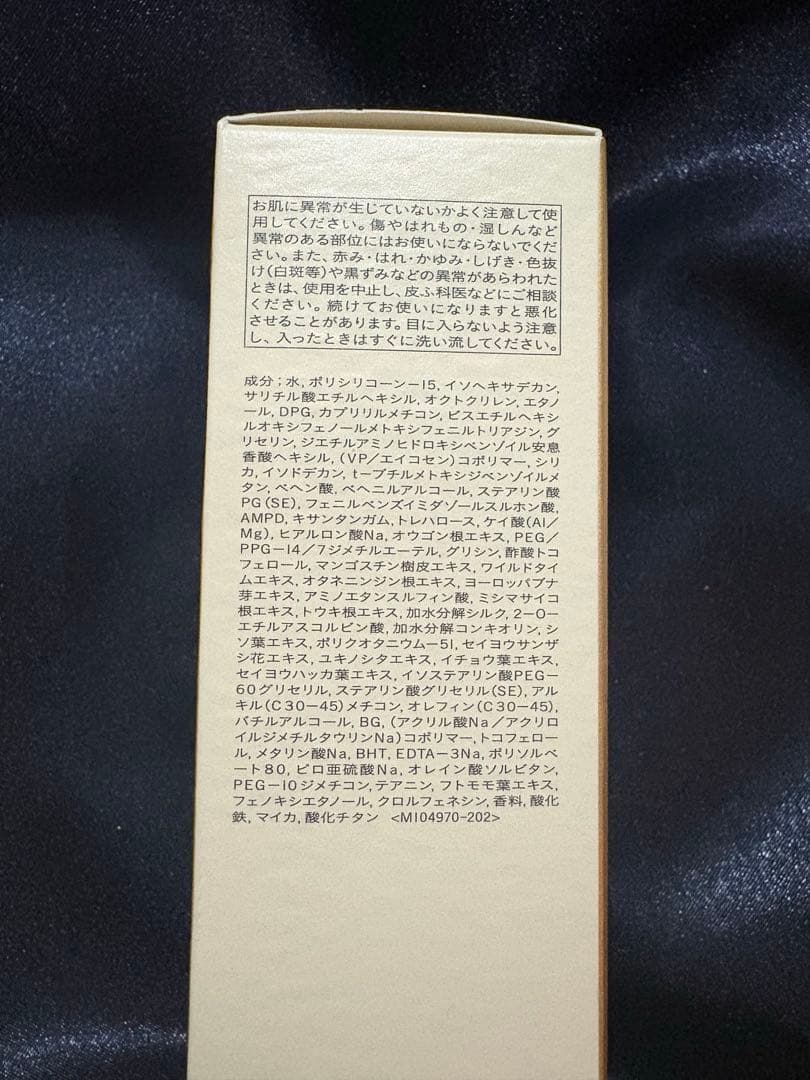 お肌に異常が生じていないかよく注意して使
用してください。傷やはれもの・湿しんなど
異常のある部位にはお使いにならないでくだ
さい。また、赤み・はれ・かゆみ・しげき・色抜
け(白斑等)や黒ずみなどの異常があらわれた
ときは、使用を中止し、皮ふ科医などにご相談
ください。続けてお使いになりますと悪化
させることがあります。目に入らないよう注意
し、入ったときはすぐに洗い流してください。
成分;水,ポリシリコーン-15,イソヘキサデカン,
サリチル酸エチルヘキシル,オクトクリレン,エタノ
ール,DPG,カプリリルメチコン,ビスエチルヘキシ
ルオキシフェノールメトキシフェニルトリアジン,グ
リセリン,ジエチルアミノヒドロキシベンゾイル安息
香酸ヘキシル,(VP/エイコセン)コポリマー,シリ
カ,イソドデカン,t-ブチルメトキシジベンゾイルメ
タン,ベヘン酸,ベヘニルアルコール,ステアリン酸
PG(SE),フェニルベンズイミダゾールスルホン酸,
AMPD,キサンタンガム,トレハロース,ケイ酸(Al/
Mg),ヒアルロン酸Na,オウゴン根エキス,PEG/
PPG-14/7ジメチルエーテル,グリシン,酢酸トコ
フェロール,マンゴスチン樹皮エキス,ワイルドタイ
ムエキス,オタネニンジン根エキス,ヨーロッパブナ
芽エキス,アミノエタンスルフィン酸,ミシマサイコ
根エキス,トウキ根エキス,加水分解シルク,2-O-
エチルアスコルビン酸,加水分解コンキオリン,シ
ソ葉エキス,ポリクオタニウム-51,セイヨウサンザ
シ花エキス,ユキノシタエキス,イチョウ葉エキス,
セイヨウハッカ葉エキス,イソステアリン酸PEG-
60グリセリル,ステアリン酸グリセリル(SE),アル
キル(C30-45)メチコン,オレフィン(C30-45),
バチルアルコール,BG,(アクリル酸Na/アクリロ
イルジメチルタウリンNa)コポリマー,トコフェロー
ル,メタリン酸Na,BHT,EDTA-3Na,ポリソルベ
ート80,ピロ亜硫酸Na,オレイン酸ソルビタン,
PEG-10ジメチコン,テアニン,フトモモ葉エキス,
フェノキシエタノール,クロルフェネシン,香料,酸化
鉄,マイカ,酸化チタン <M104970-202>